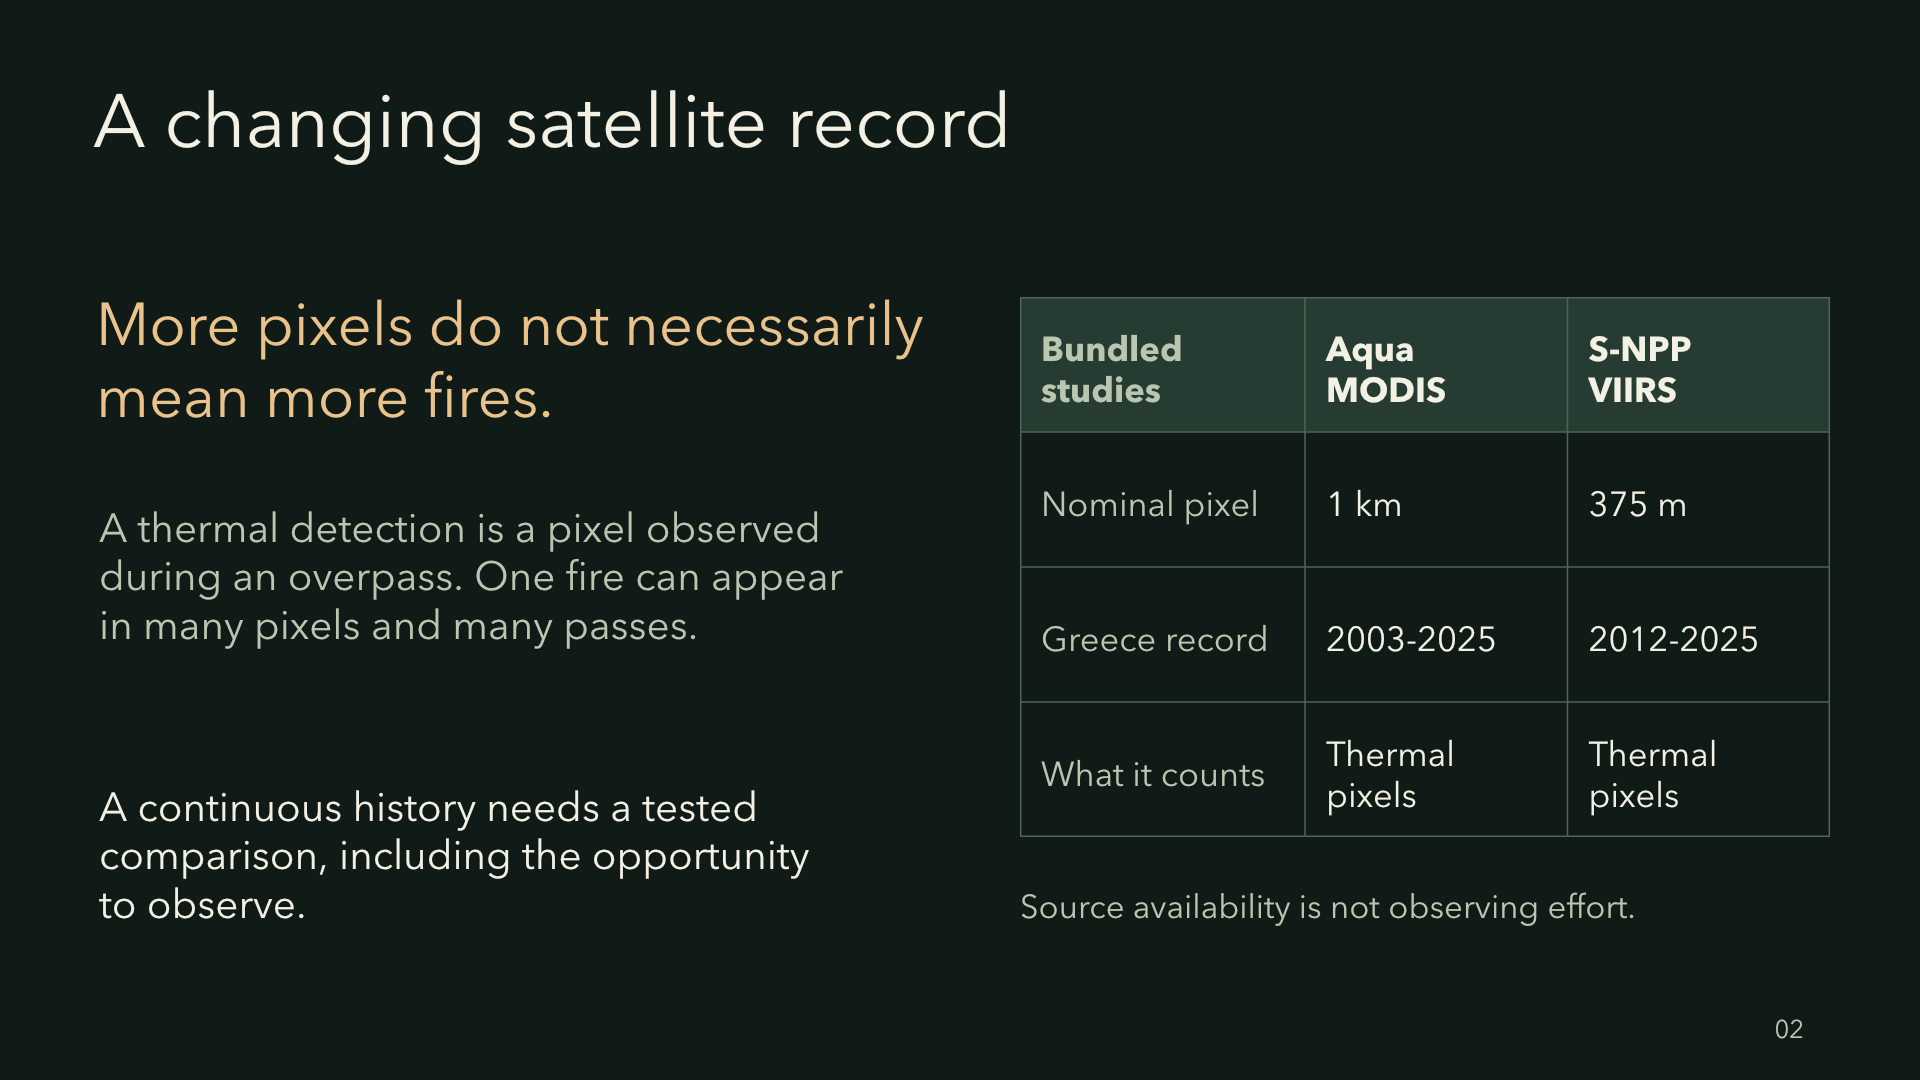 A changing satellite record
More pixels do not necessarily
mean more fires.
A thermal detection is a pixel observed
during an overpass. One fire can appear
in many pixels and many passes.
A continuous history needs a tested
comparison, including the opportunity
to observe.
Bundled
studies
Aqua
MODIS
S-NPP
VIIRS
Nominal pixel
1 km
375 m
Greece record
2003-2025
2012-2025
What it counts
Thermal
pixels
Thermal
pixels
Source availability is not observing effort.
02